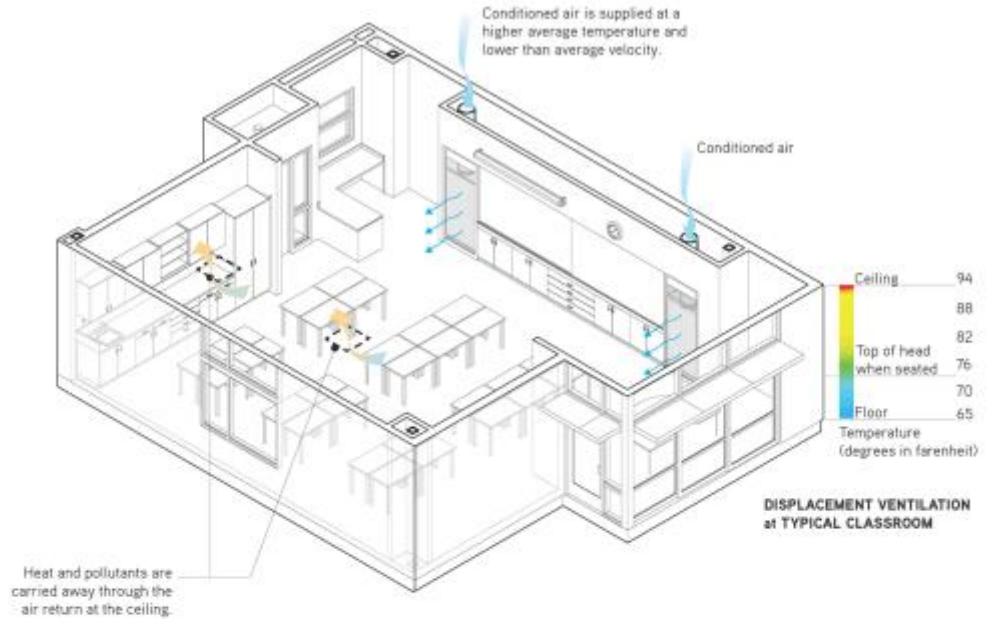 Conditioned air is supplied at a
higher average temperature and
lower than average velocity.
Conditioned air
Ceiling 94
88
82
Top of head
when seated 76
70
Floor 65
Temperature
(degrees in farenheit)
DISPLACEMENT VENTILATION
at TYPICAL CLASSROOM
Heat and pollutants are
carried away through the
air return at the ceiling.